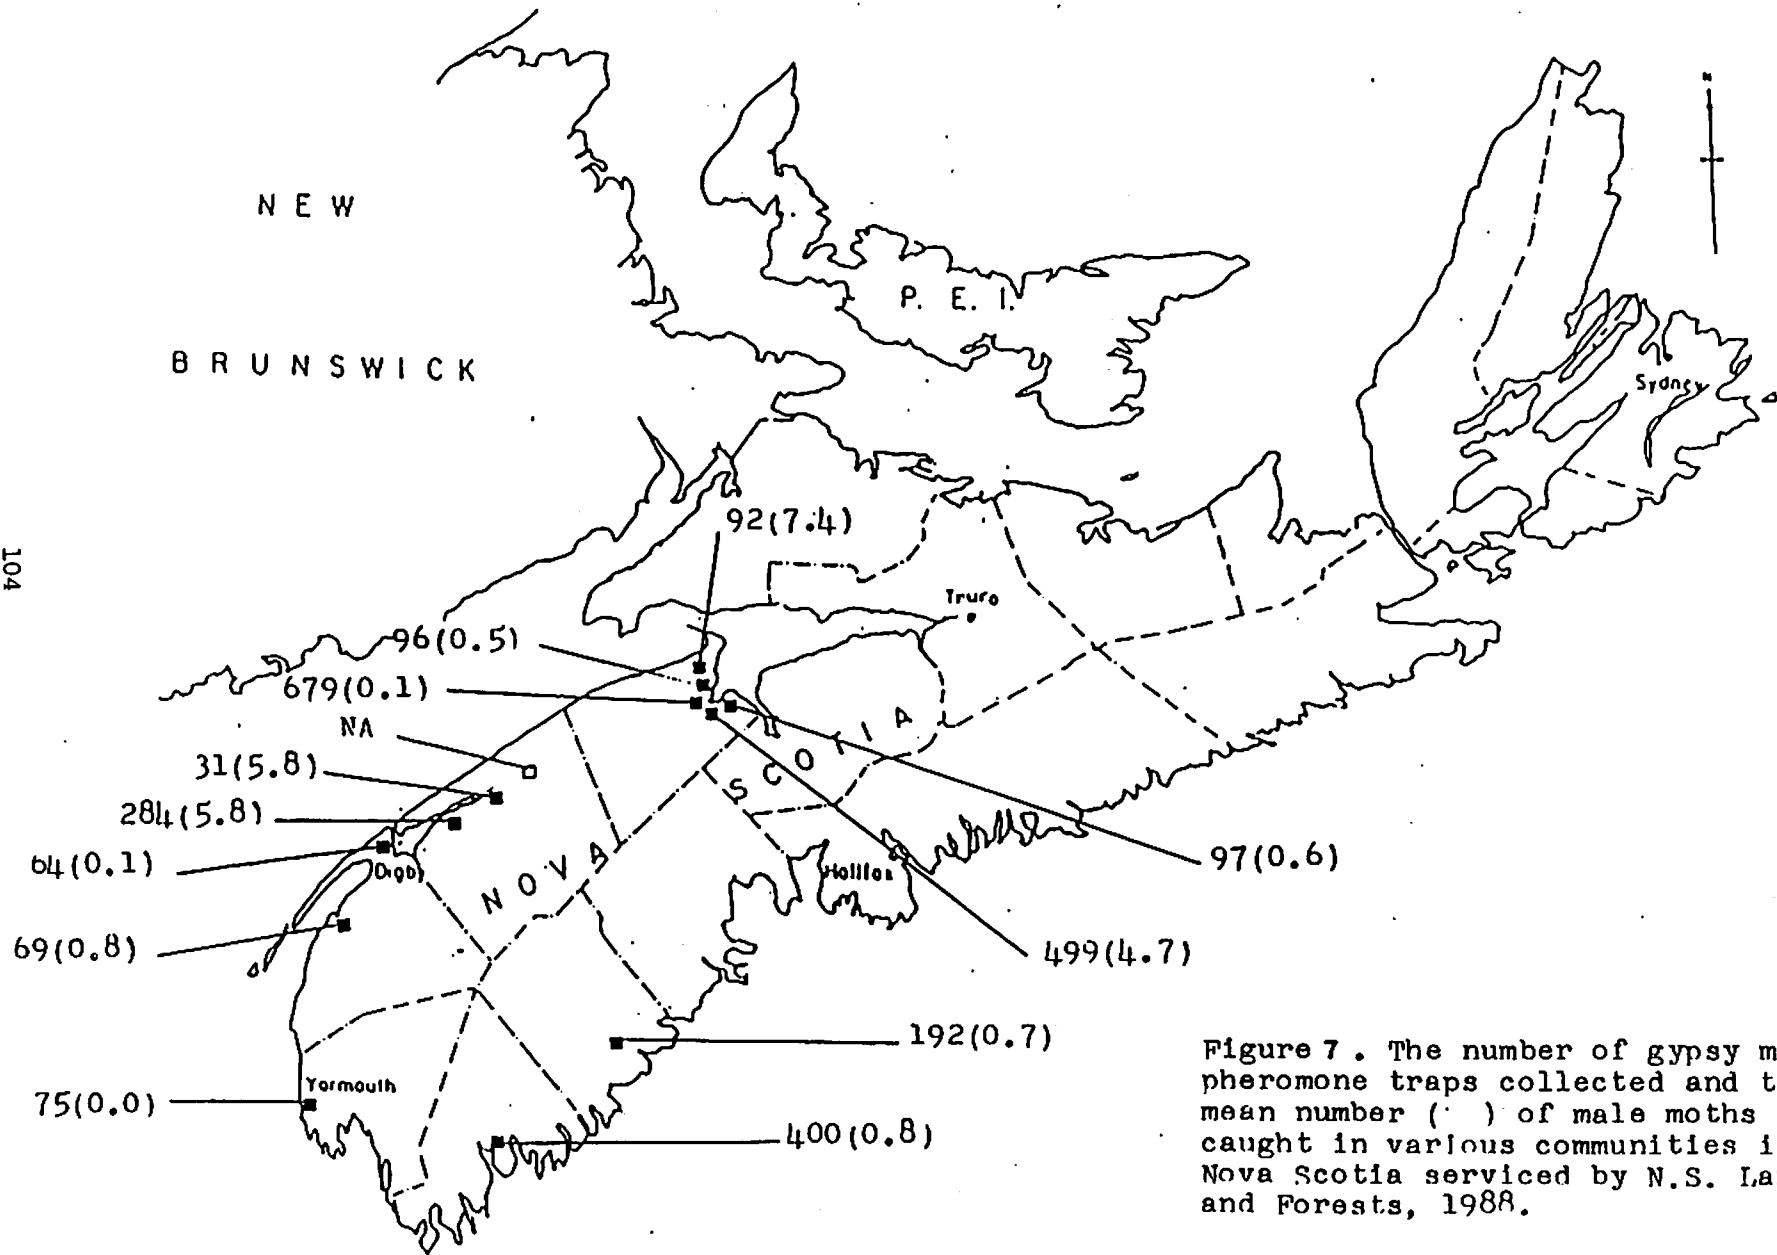 N
NEW
BRUNSWICK
P. E. I.
Sydney
92(7.4)
Truro
96(0.5)
679(0.1)
NA
31(5.8)
284(5.8)
64(0.1)
Digby
69(0.8)
NOVA
SCOTIA
Halifax
97(0.6)
499(4.7)
192(0.7)
Yarmouth
75(0.0)
400(0.8)
104
Figure 7. The number of gypsy m
pheromone traps collected and t
mean number ( ) of male moths
caught in various communities i
Nova Scotia serviced by N.S. La
and Forests, 1988.